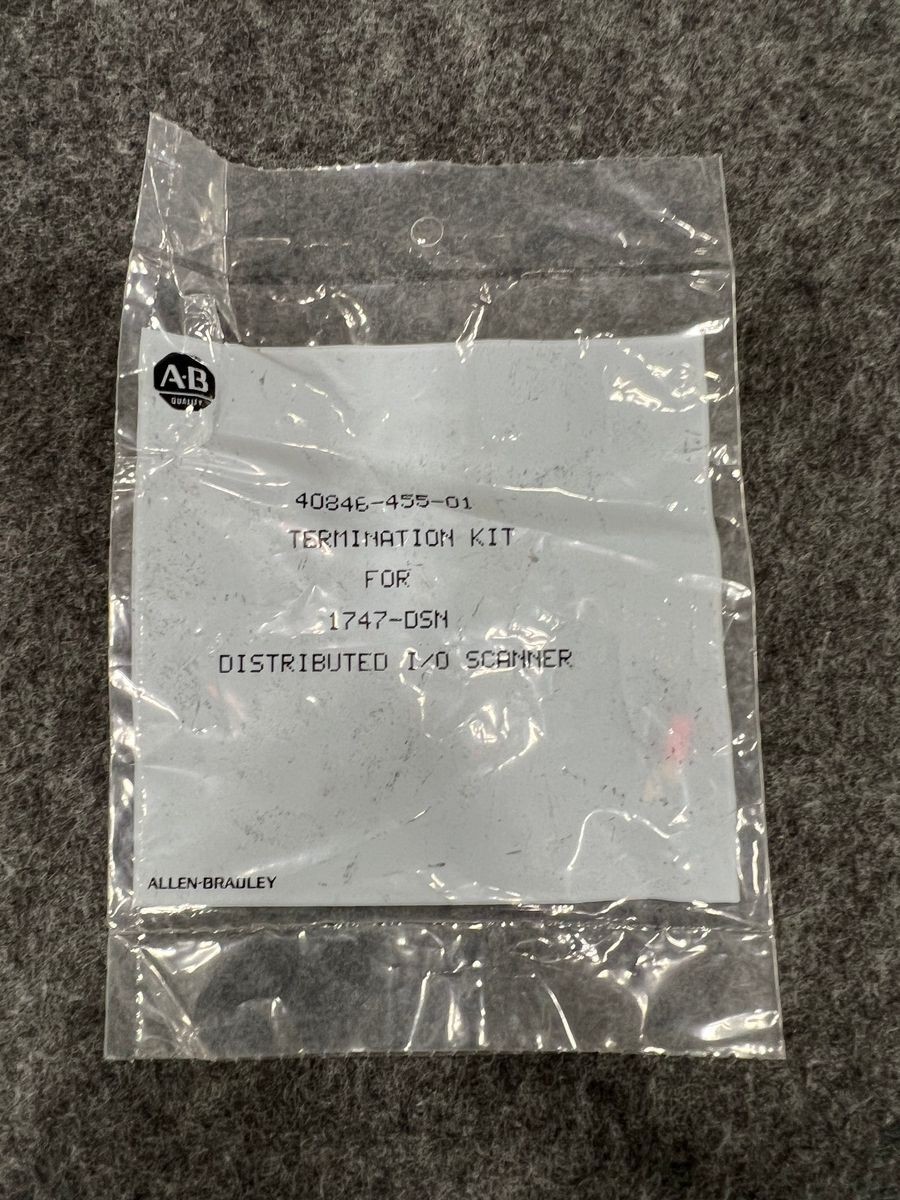 A-B
QUALITY
40846-455-01
TERMINATION KIT
FOR
1747-DSN
DISTRIBUTED I/O SCANNER
ALLEN-BRADLEY